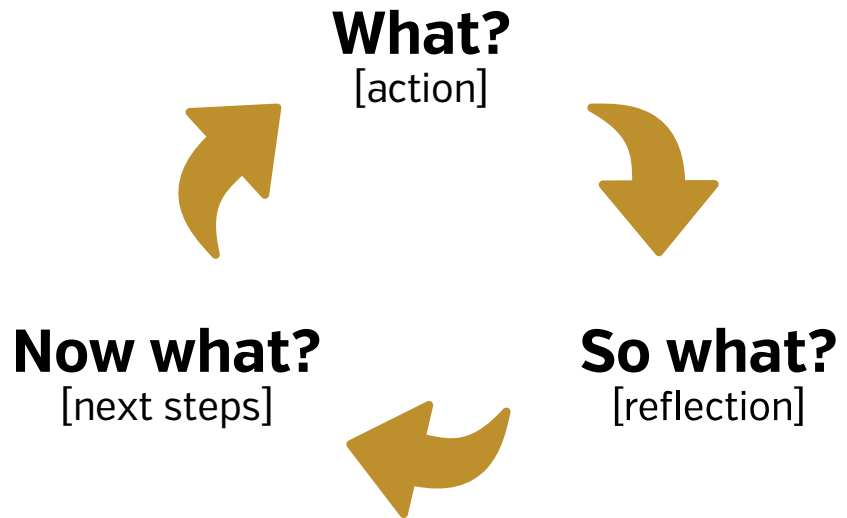 What?
[action]
So what?
[reflection]
Now what?
[next steps]